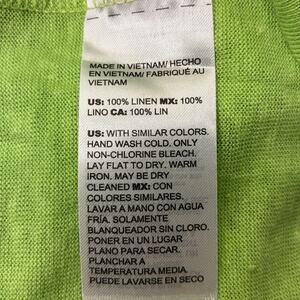 MADE IN VIETNAM/ HECHO
EN VIETNAM/ FABRIQUÉ AU
VIETNAM
US: 100% LINEN MX: 100%
LINO CA: 100% LIN
US: WITH SIMILAR COLORS.
HAND WASH COLD. ONLY
NON-CHLORINE BLEACH.
LAY FLAT TO DRY. WARM
IRON. MAY BE DRY
CLEANED MX: CON
COLORES SIMILARES.
LAVAR A MANO CON AGUA
FRÍA. SOLAMENTE
BLANQUEADOR SIN CLORO.
PONER EN UN LUGAR
PLANO PARA SECAR.
PLANCHAR A
TEMPERATURA MEDIA.
PUEDE LAVARSE EN SECO